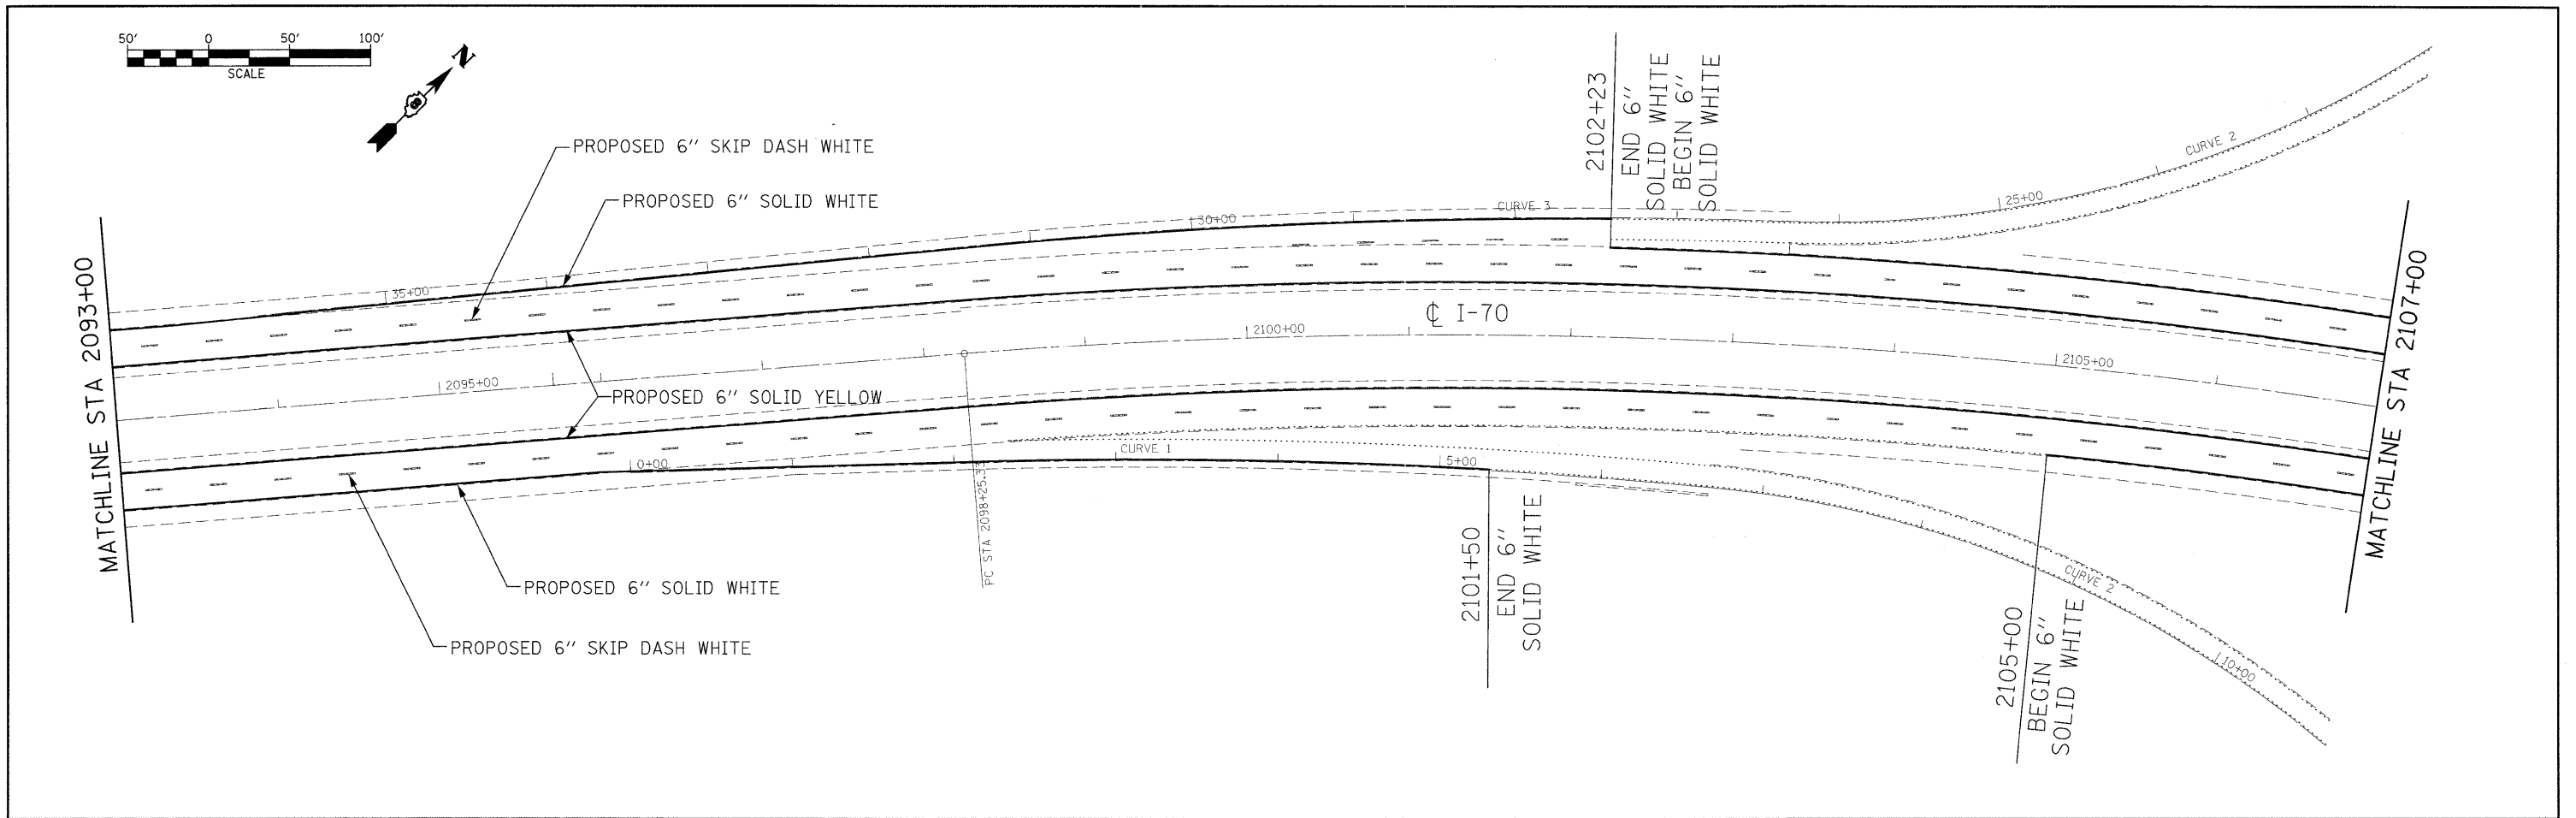 50' 0 50' 100'
SCALE
N
PROPOSED 6" SKIP DASH WHITE
PROPOSED 6" SOLID WHITE
2102+23
END 6"
SOLID WHITE
BEGIN 6"
SOLID WHITE
CURVE 2
25+00
CURVE 3
30+00
35+00
MATCHLINE STA 2093+00
MATCHLINE STA 2107+00
℄ I-70
2095+00
2100+00
2105+00
PROPOSED 6" SOLID YELLOW
0+00
CURVE 1
5+00
PC STA 2098+25.33
2101+50
END 6"
SOLID WHITE
CURVE 2
10+00
2105+00
BEGIN 6"
SOLID WHITE
PROPOSED 6" SOLID WHITE
PROPOSED 6" SKIP DASH WHITE